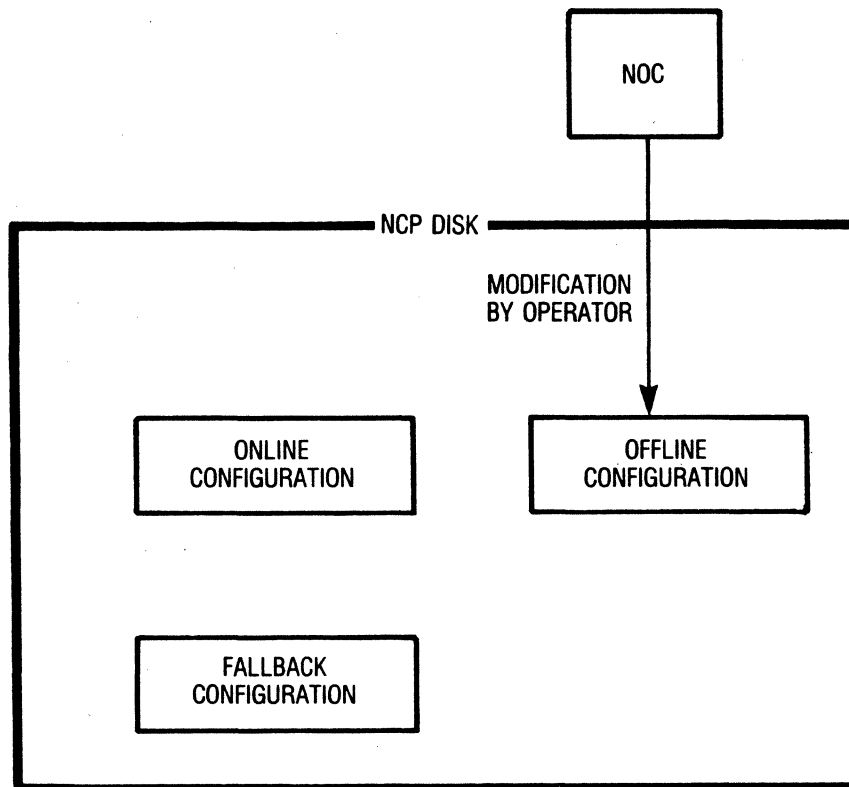 NOC
NCP DISK
MODIFICATION
BY OPERATOR
ONLINE
CONFIGURATION
OFFLINE
CONFIGURATION
FALLBACK
CONFIGURATION